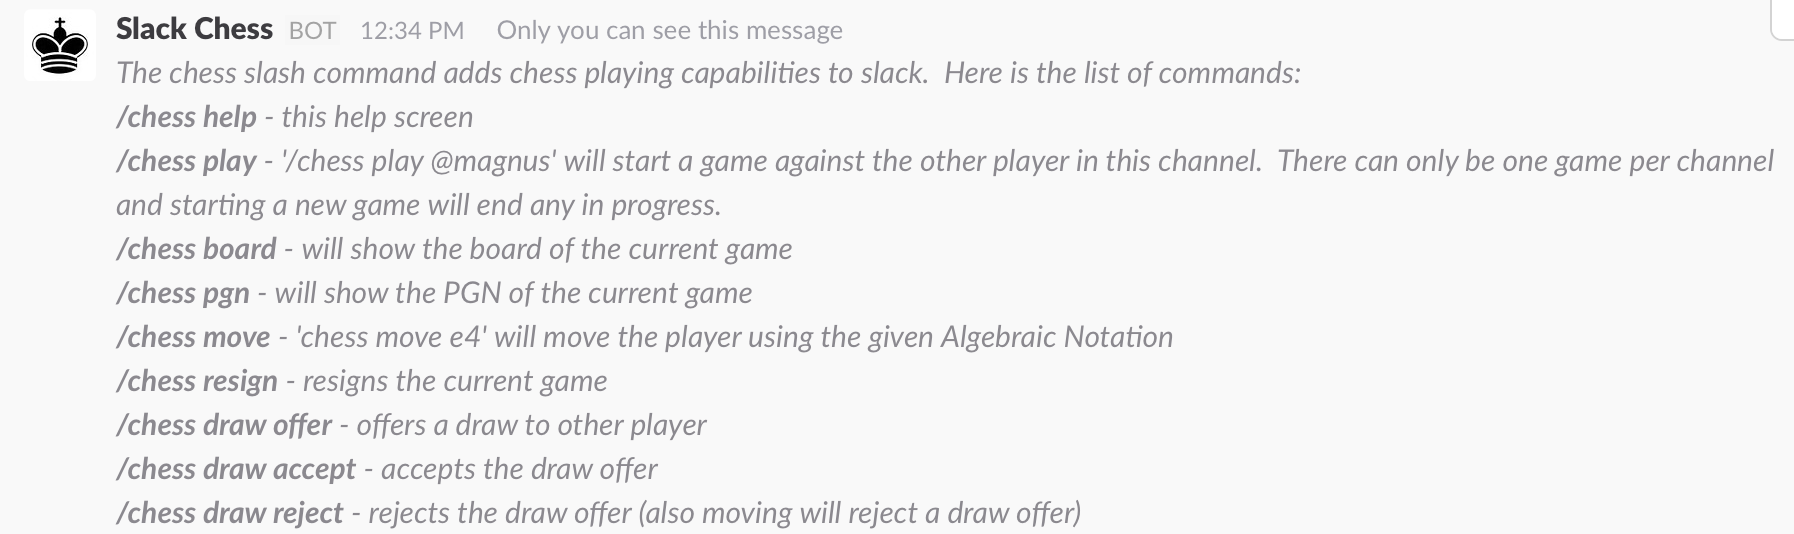 Slack Chess BOT 12:34 PM Only you can see this message
The chess slash command adds chess playing capabilities to slack.  Here is the list of commands:
/chess help - this help screen
/chess play - '/chess play @magnus' will start a game against the other player in this channel.  There can only be one game per channel
and starting a new game will end any in progress.
/chess board - will show the board of the current game
/chess pgn - will show the PGN of the current game
/chess move - 'chess move e4' will move the player using the given Algebraic Notation
/chess resign - resigns the current game
/chess draw offer - offers a draw to other player
/chess draw accept - accepts the draw offer
/chess draw reject - rejects the draw offer (also moving will reject a draw offer)